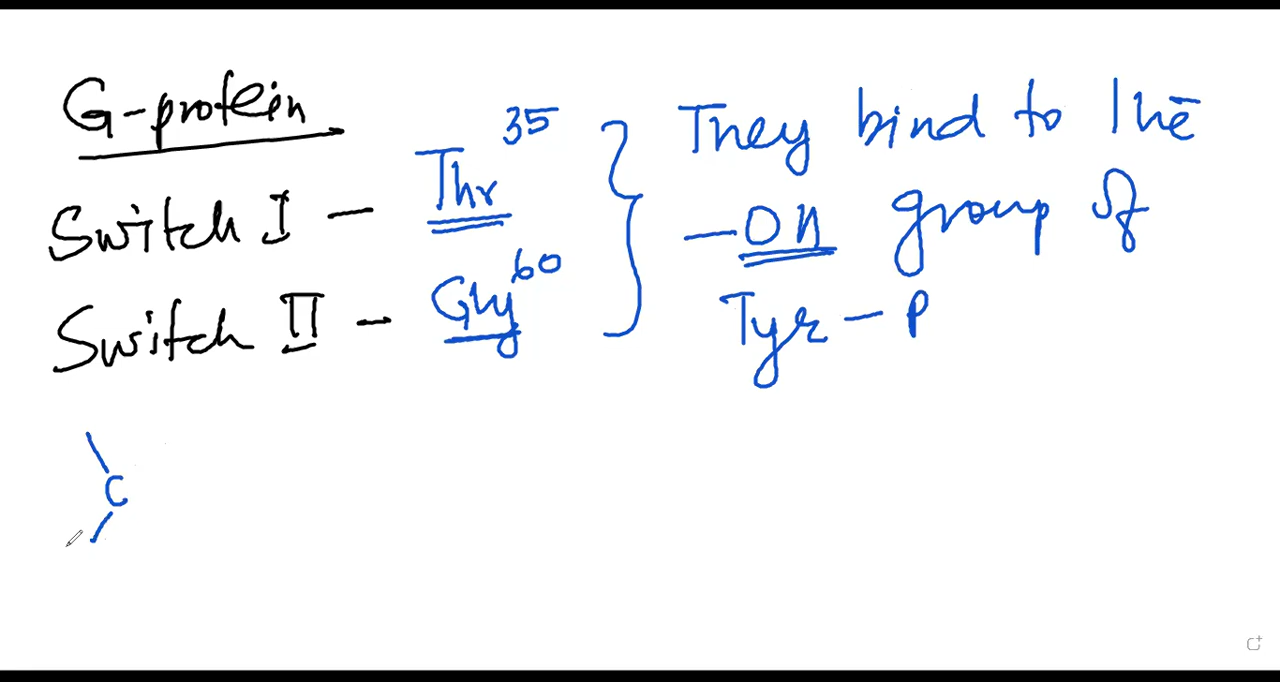 G-protein
Switch I - Thr 35
Switch II - Gly 60
They bind to the
-OH group of
Tyr - P
C